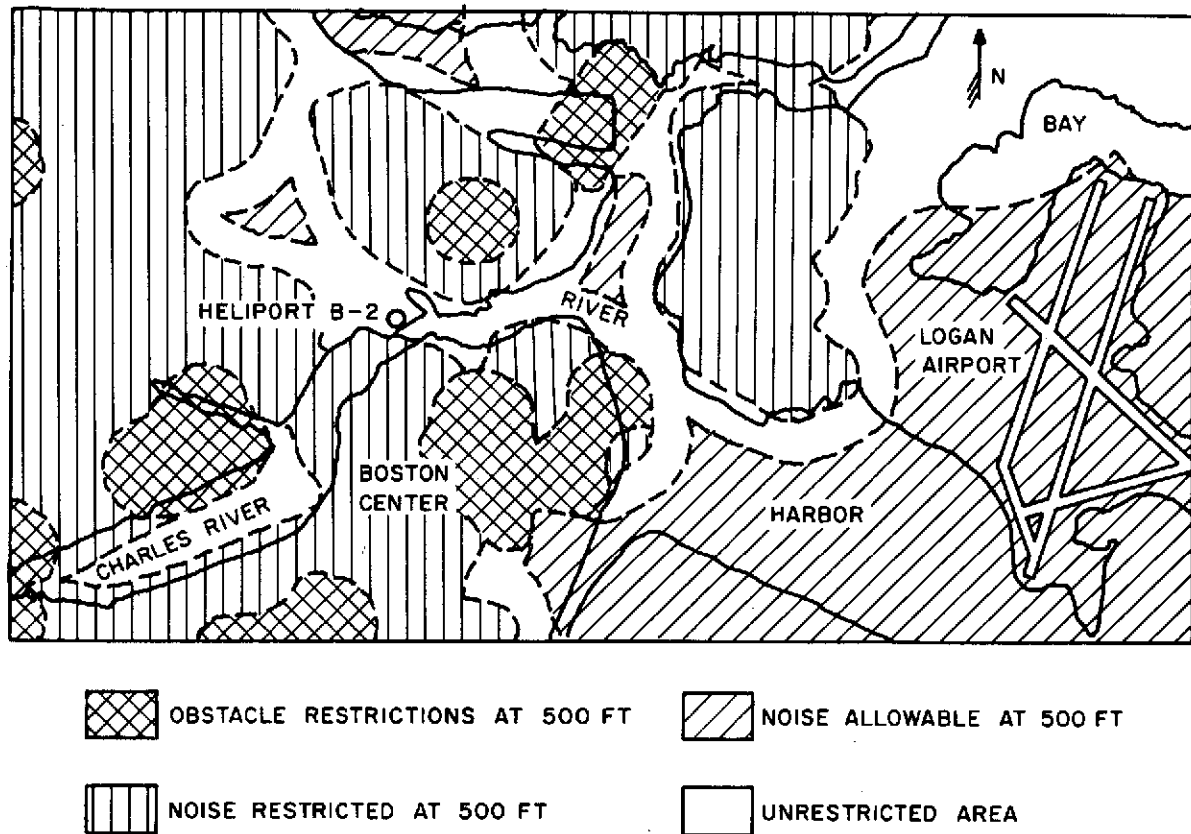 N
BAY
HELIPORT B-2
RIVER
LOGAN
AIRPORT
BOSTON
CENTER
HARBOR
CHARLES RIVER
OBSTACLE RESTRICTIONS AT 500 FT
NOISE ALLOWABLE AT 500 FT
NOISE RESTRICTED AT 500 FT
UNRESTRICTED AREA